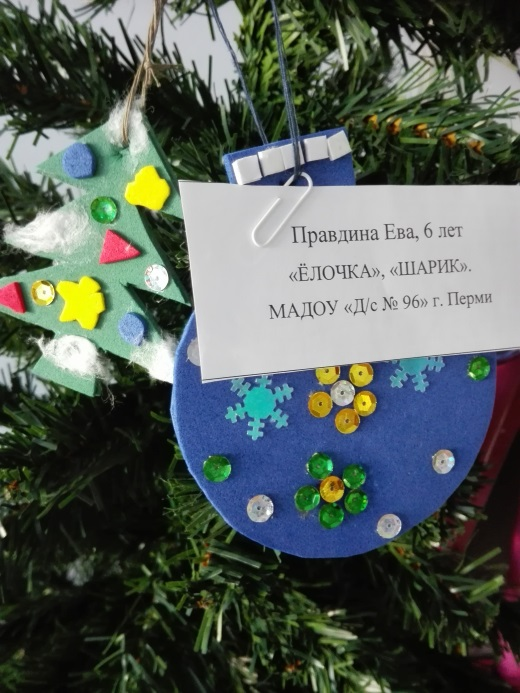 Правдина Ева, 6 лет
«ЁЛОЧКА», «ШАРИК».
МАДОУ «Д/с № 96» г. Перми